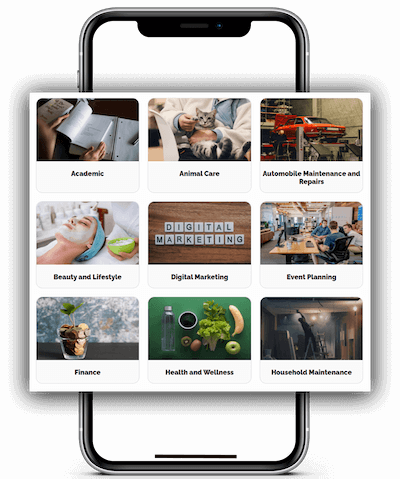 Academic
Animal Care
Automobile Maintenance and
Repairs
DIGITAL
MARKETING
Beauty and Lifestyle
Digital Marketing
Event Planning
Finance
Health and Wellness
Household Maintenance